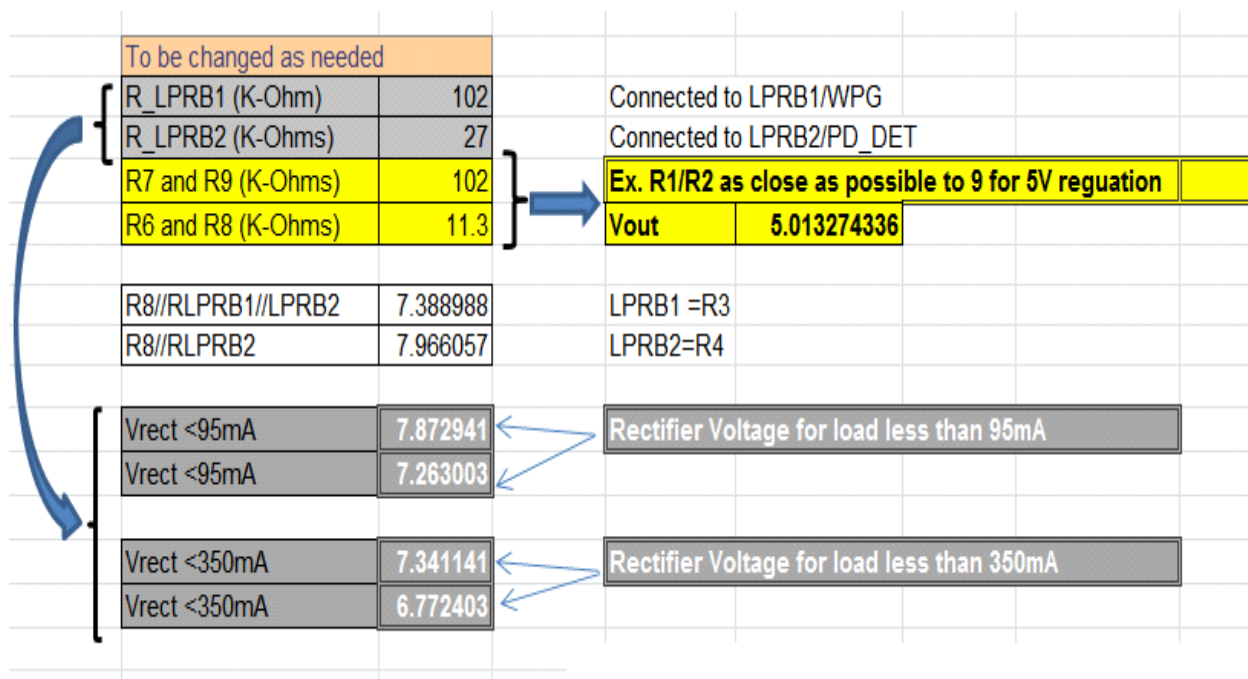 To be changed as needed
R_LPRB1 (K-Ohm) 102 Connected to LPRB1/WPG
R_LPRB2 (K-Ohms) 27 Connected to LPRB2/PD_DET
R7 and R9 (K-Ohms) 102 Ex. R1/R2 as close as possible to 9 for 5V reguation
R6 and R8 (K-Ohms) 11.3 Vout 5.013274336
R8//RLPRB1//LPRB2 7.388988 LPRB1 =R3
R8//RLPRB2 7.966057 LPRB2=R4
Vrect <95mA 7.872941 Rectifier Voltage for load less than 95mA
Vrect <95mA 7.263003
Vrect <350mA 7.341141 Rectifier Voltage for load less than 350mA
Vrect <350mA 6.772403